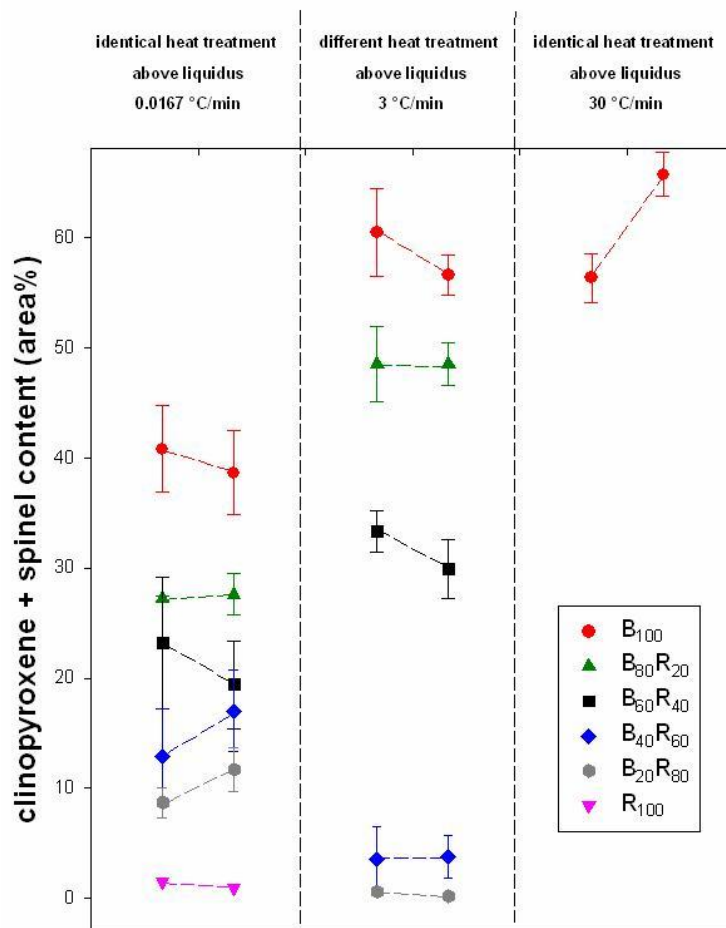 identical heat treatment
above liquidus
0.0167 °C/min
different heat treatment
above liquidus
3 °C/min
identical heat treatment
above liquidus
30 °C/min
clinopyroxene + spinel content (area%)
60
50
40
30
20
10
0
B₁₀₀
B₈₀R₂₀
B₆₀R₄₀
B₄₀R₆₀
B₂₀R₈₀
R₁₀₀